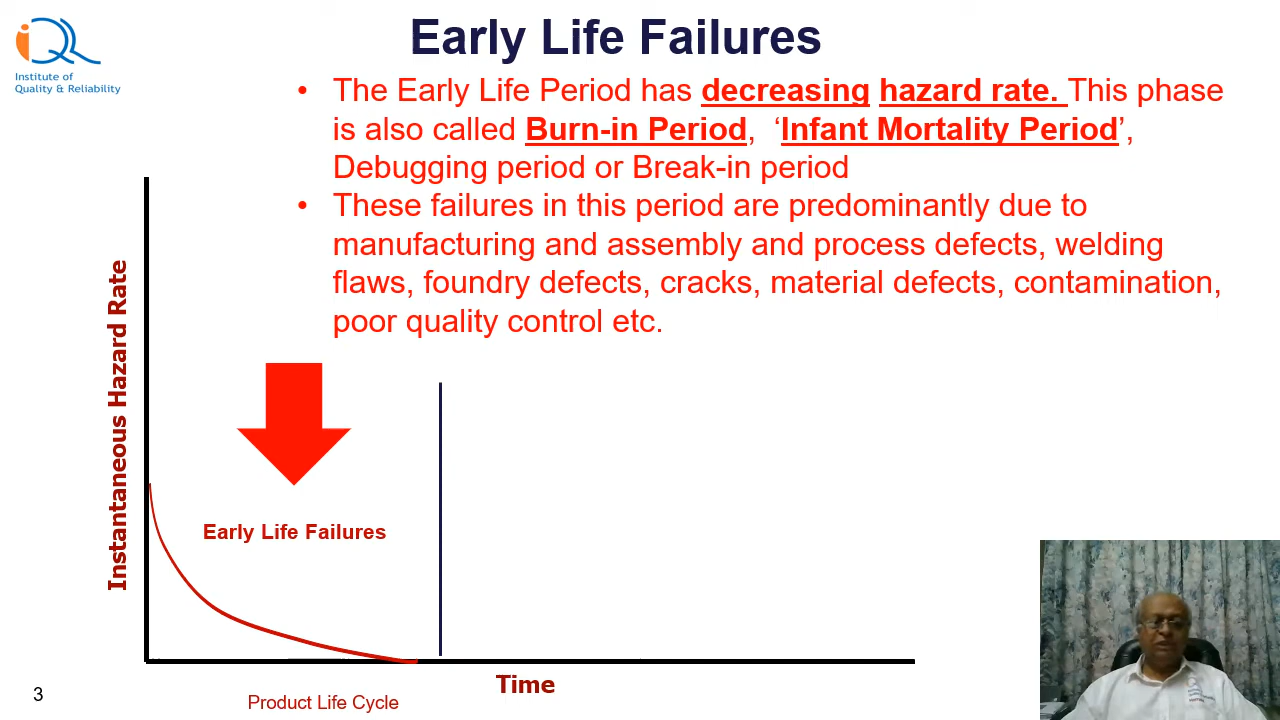 Early Life Failures
iQR
Institute of
Quality & Reliability
• The Early Life Period has decreasing hazard rate. This phase
is also called Burn-in Period, ‘Infant Mortality Period’,
Debugging period or Break-in period
• These failures in this period are predominantly due to
manufacturing and assembly and process defects, welding
flaws, foundry defects, cracks, material defects, contamination,
poor quality control etc.
Instantaneous Hazard Rate
Early Life Failures
Time
Product Life Cycle
3